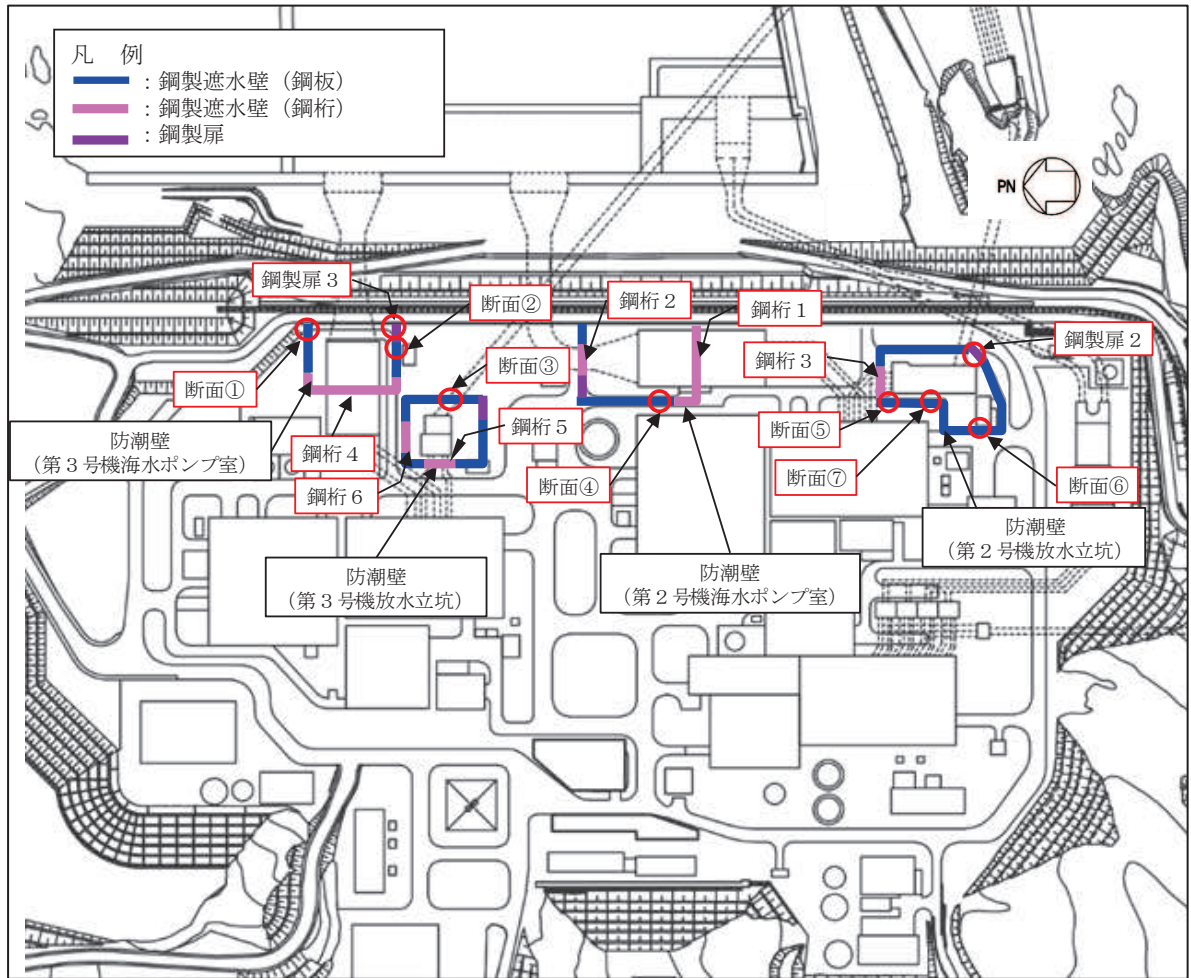 凡　例
：鋼製遮水壁（鋼板）
：鋼製遮水壁（鋼桁）
：鋼製扉
PN
鋼製扉３
断面②
鋼桁２
鋼桁１
鋼製扉２
断面①
断面③
鋼桁３
防潮壁
（第３号機海水ポンプ室）
鋼桁４
鋼桁５
断面⑤
鋼桁６
断面④
断面⑦
断面⑥
防潮壁
（第３号機放水立坑）
防潮壁
（第２号機海水ポンプ室）
防潮壁
（第２号機放水立坑）